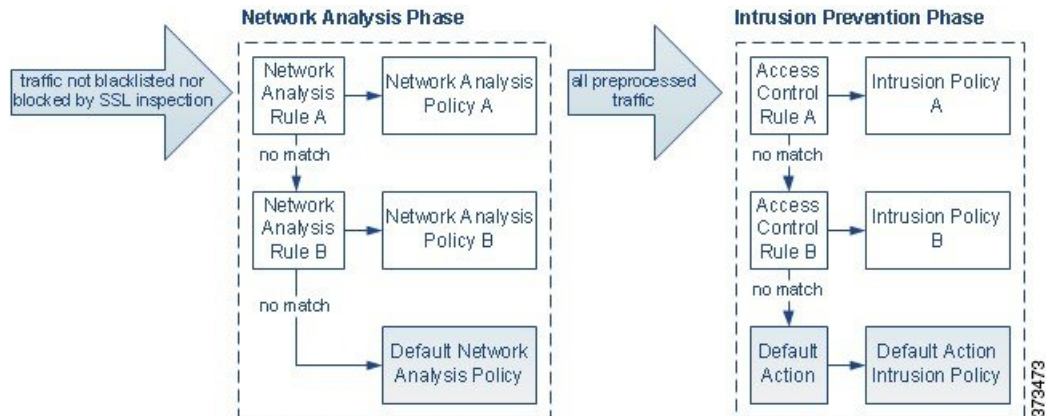 Network Analysis Phase
traffic not blacklisted nor
blocked by SSL inspection
Network
Analysis
Rule A
Network Analysis
Policy A
no match
Network
Analysis
Rule B
Network Analysis
Policy B
no match
Default Network
Analysis Policy
all preprocessed
traffic
Intrusion Prevention Phase
Access
Control
Rule A
Intrusion Policy
A
no match
Access
Control
Rule B
Intrusion Policy
B
no match
Default
Action
Default Action
Intrusion Policy
373473